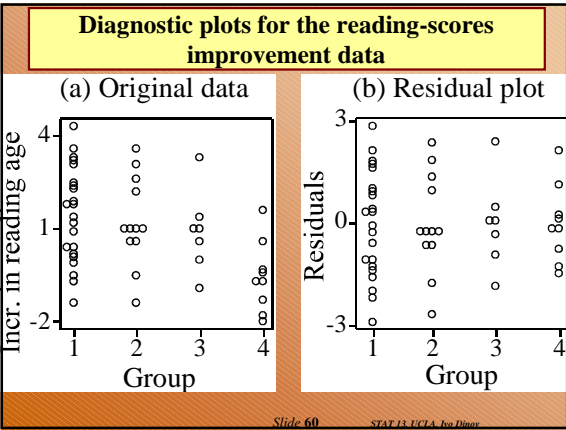 Diagnostic plots for the reading-scores
improvement data
(a) Original data
(b) Residual plot
Incr. in reading age
4
1
-2
1 2 3 4
Group
Residuals
3
0
-3
1 2 3 4
Group
Slide 60
STAT 13, UCLA, Ivo Dinov